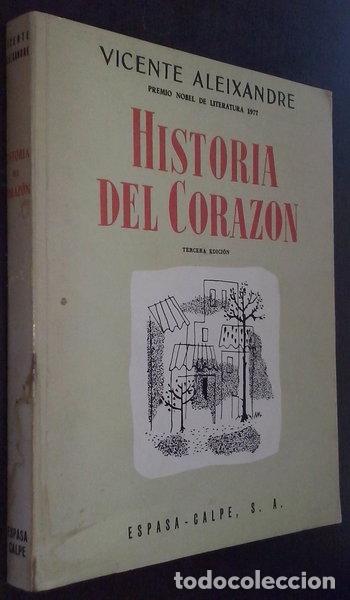 VICENTE ALEIXANDRE
PREMIO NOBEL DE LITERATURA 1977
HISTORIA
DEL CORAZON
TERCERA EDICIÓN
ESPASA-CALPE, S. A.
VICENTE
ALEIXANDRE
HISTORIA
DEL
CORAZÓN
ESPASA
CALPE
todocoleccion